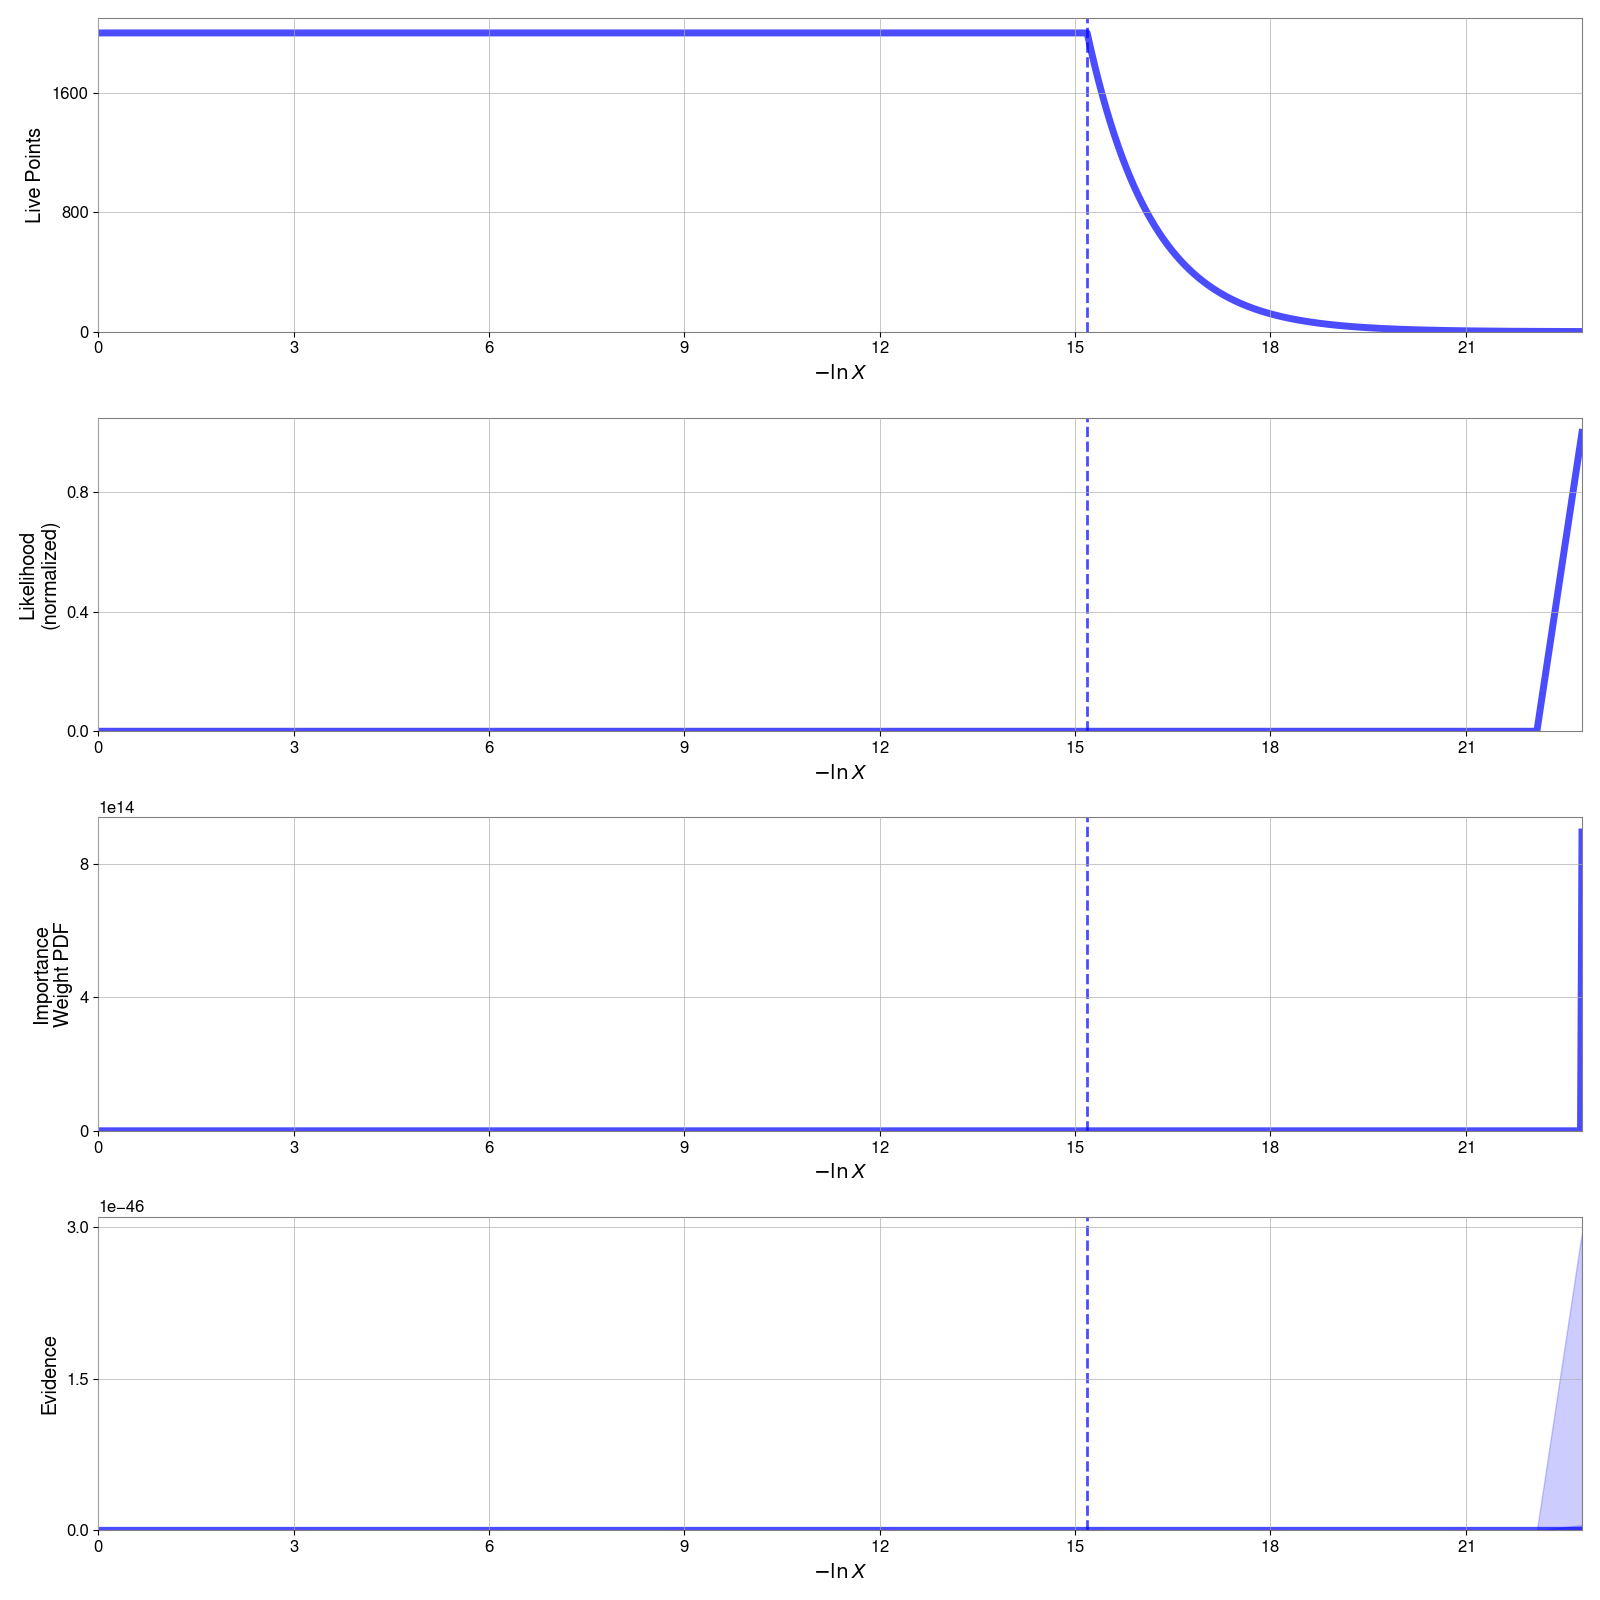 1600
800
0
Live Points
0 3 6 9 12 15 18 21
−ln X
0.8
0.4
0.0
Likelihood
(normalized)
0 3 6 9 12 15 18 21
−ln X
1e14
8
4
0
Importance
Weight PDF
0 3 6 9 12 15 18 21
−ln X
1e−46
3.0
1.5
0.0
Evidence
0 3 6 9 12 15 18 21
−ln X